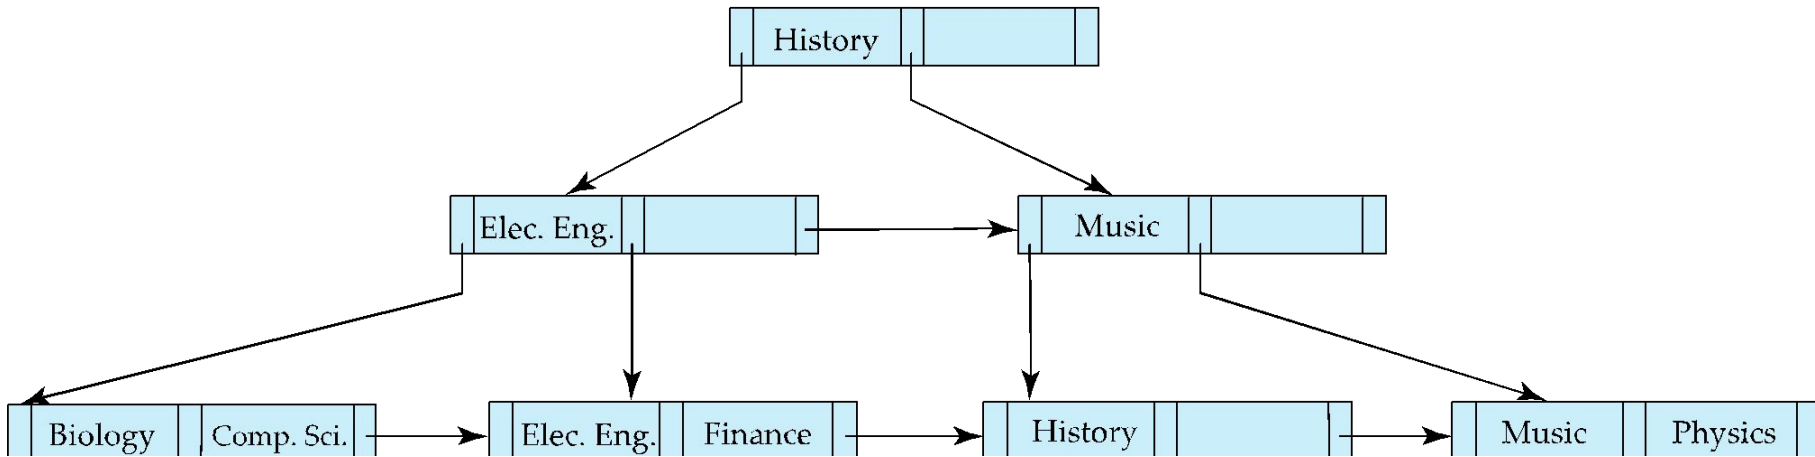 History
Elec. Eng. Music
Biology Comp. Sci. Elec. Eng. Finance History Music Physics